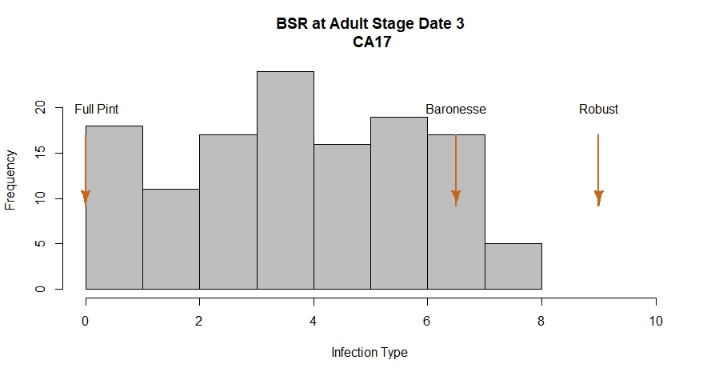 BSR at Adult Stage Date 3
CA17
Full Pint
Baronesse
Robust
Frequency
20
15
10
5
0
0 2 4 6 8 10
Infection Type